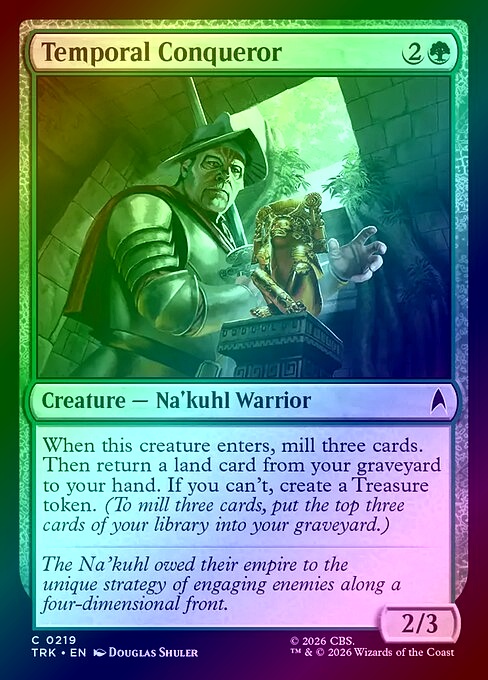 Temporal Conqueror 2
Creature — Na'kuhl Warrior
When this creature enters, mill three cards.
Then return a land card from your graveyard
to your hand. If you can't, create a Treasure
token. (To mill three cards, put the top three
cards of your library into your graveyard.)
The Na'kuhl owed their empire to the
unique strategy of engaging enemies along a
four-dimensional front.
2/3
C 0219
TRK • EN Douglas Shuler
© 2026 CBS.
™ & © 2026 Wizards of the Coast